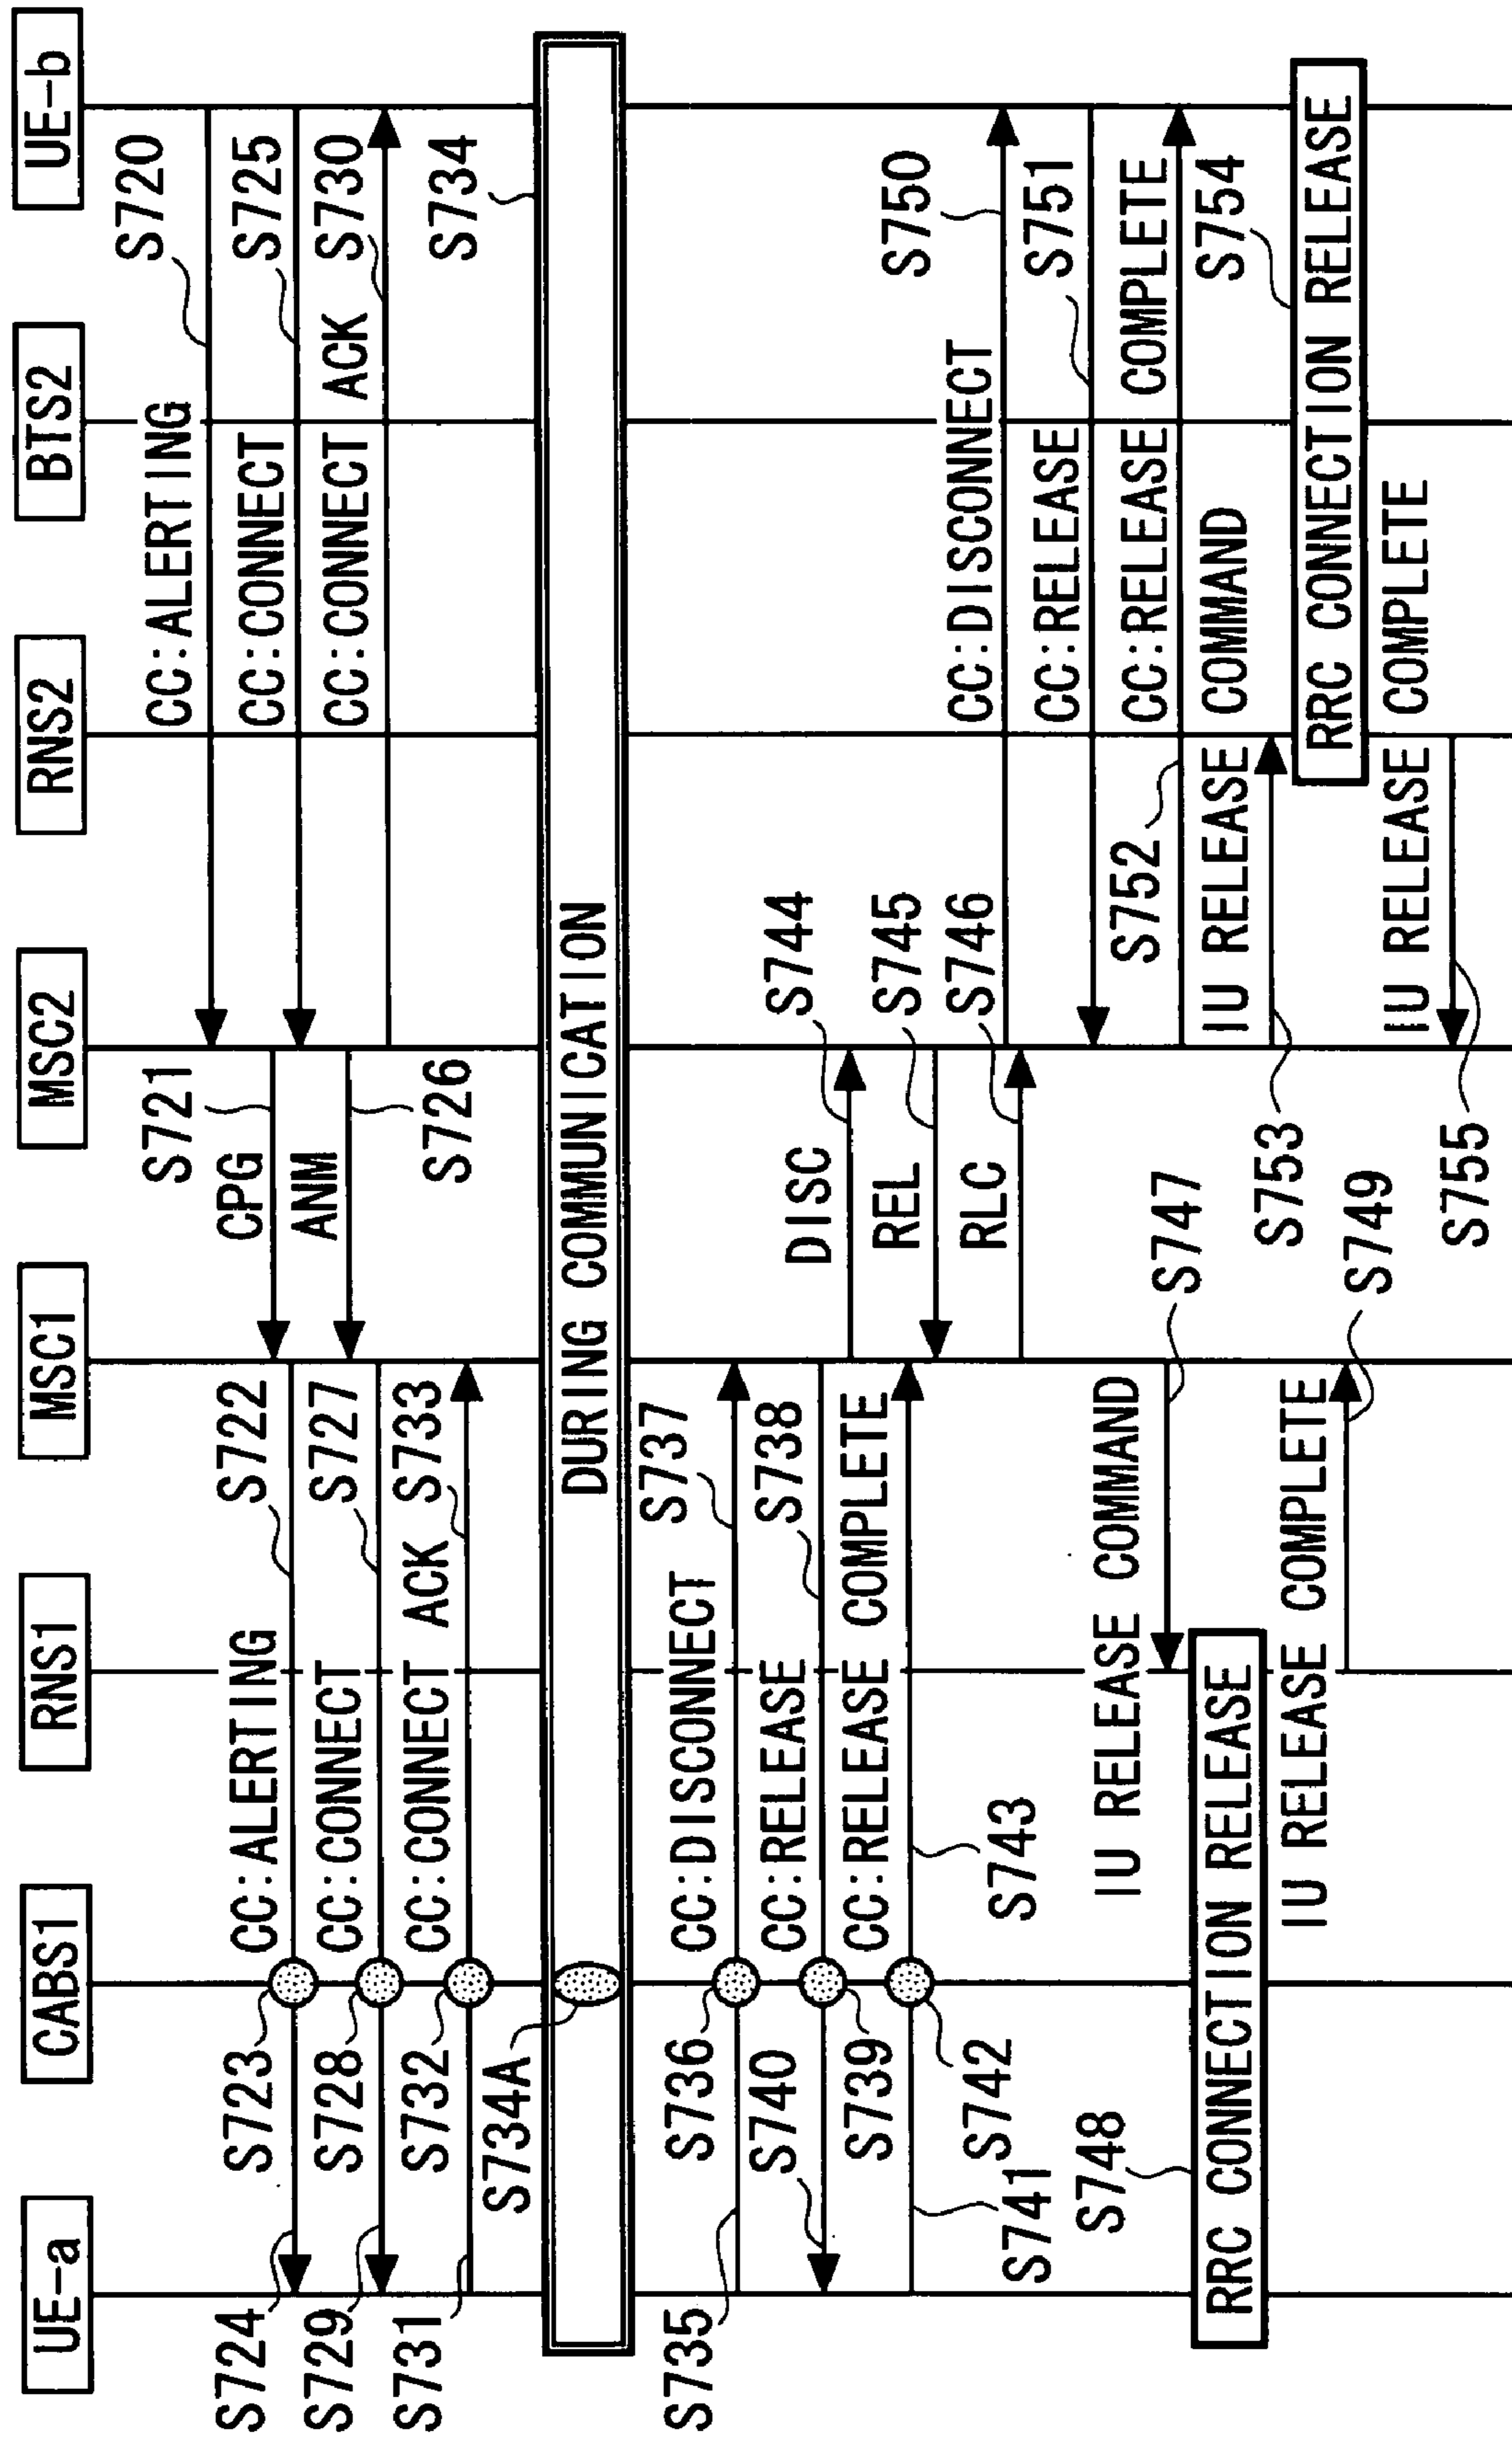 UE-a
CABS1
RNS1
MSC1
MSC2
RNS2
BTS2
UE-b
S720
CC:ALERTING
S721
CPG
S722
CC:ALERTING
S723
S724
S725
CC:CONNECT
ANM
S726
S727
CC:CONNECT
S728
S729
S730
CC:CONNECT ACK
S731
S732
CC:CONNECT ACK
S733
S734
S734A
DURING COMMUNICATION
S735
S736
CC:DISCONNECT
S737
S740
S739
CC:RELEASE
S738
S741
S742
CC:RELEASE COMPLETE
S743
DISC
S744
REL
S745
RLC
S746
CC:DISCONNECT
S750
CC:RELEASE
S751
S752
CC:RELEASE COMPLETE
IU RELEASE COMMAND
S747
IU RELEASE COMMAND
S753
S748
RRC CONNECTION RELEASE
S754
RRC CONNECTION RELEASE
IU RELEASE COMPLETE
S749
IU RELEASE COMPLETE
S755